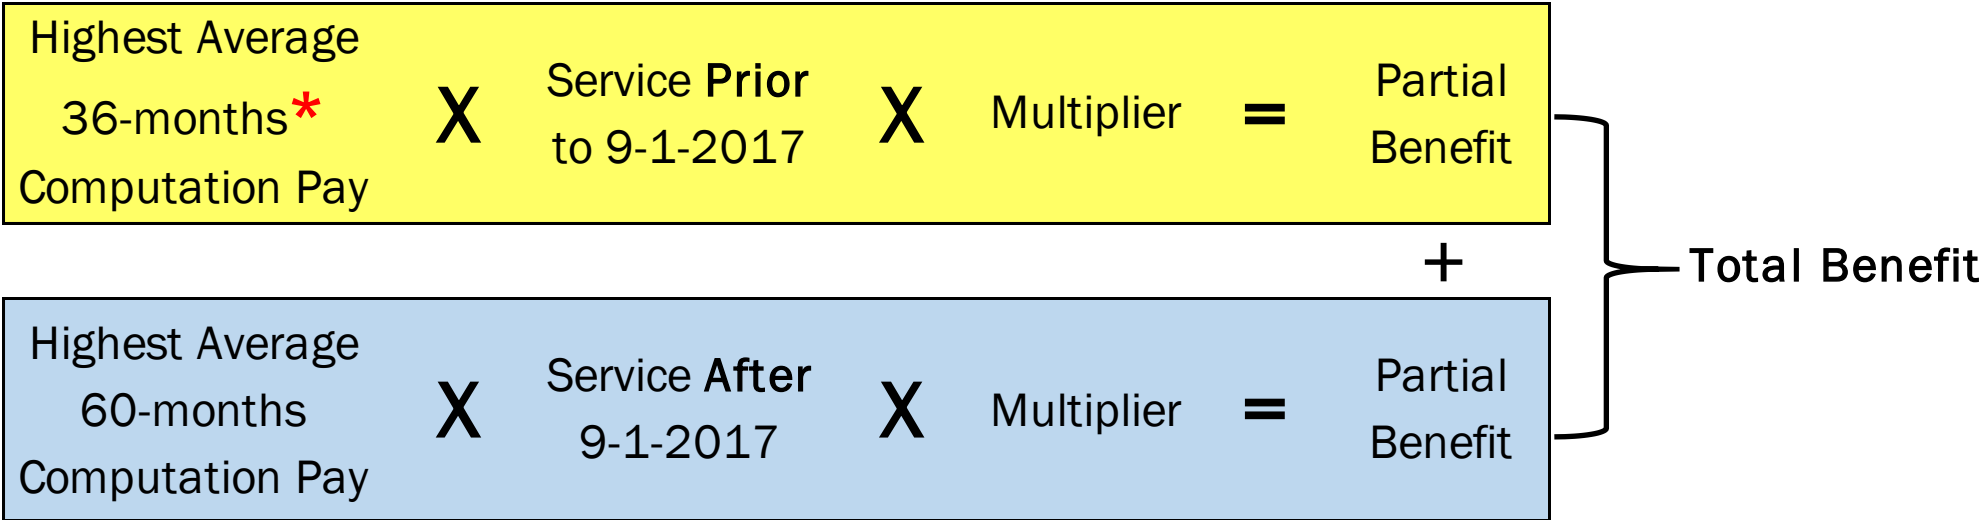 Highest Average
36-months*
Computation Pay
X
Service Prior
to 9-1-2017
X
Multiplier
=
Partial
Benefit
+
Total Benefit
Highest Average
60-months
Computation Pay
X
Service After
9-1-2017
X
Multiplier
=
Partial
Benefit